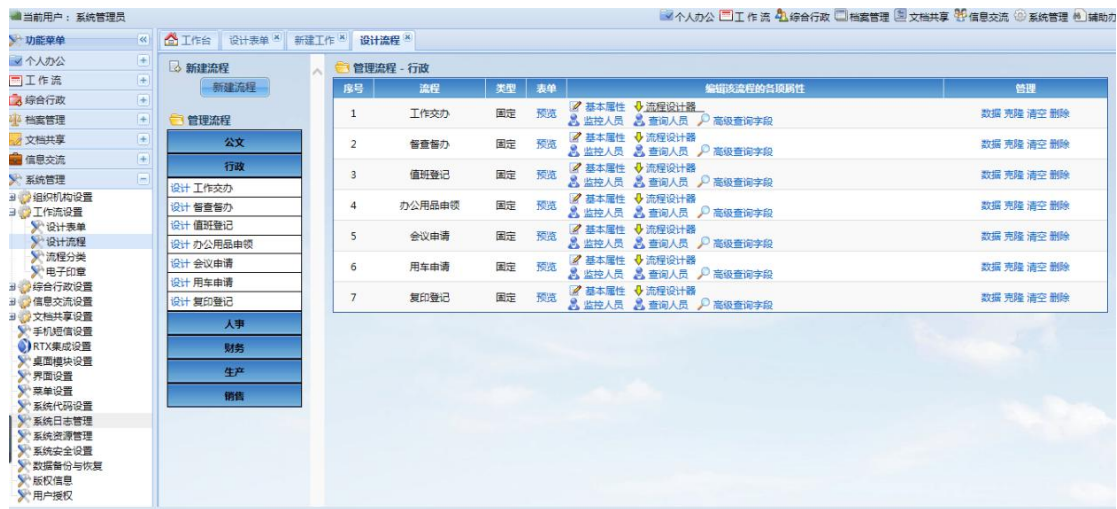 当前用户： 系统管理员
个人办公 工 作 流 综合行政 档案管理 文档共享 信息交流 系统管理 辅助办
功能菜单
个人办公
工 作 流
综合行政
档案管理
文档共享
信息交流
系统管理
组织机构设置
工作流设置
设计表单
设计流程
流程分类
电子印章
综合行政设置
信息交流设置
文档共享设置
手机短信设置
RTX集成设置
桌面模块设置
界面设置
菜单设置
系统代码设置
系统日志管理
系统资源管理
系统安全设置
数据备份与恢复
版权信息
用户授权
工作台 设计表单 新建工作 设计流程
新建流程
新建流程
管理流程
公文
行政
设计 工作交办
设计 督查督办
设计 值班登记
设计 办公用品申领
设计 会议申请
设计 用车申请
设计 复印登记
人事
财务
生产
销售
管理流程 - 行政
序号 流程 类型 表单 编辑该流程的各项属性 管理
1 工作交办 固定 预览 基本属性 流程设计器 数据 克隆 清空 删除
监控人员 查询人员 高级查询字段
2 督查督办 固定 预览 基本属性 流程设计器 数据 克隆 清空 删除
监控人员 查询人员 高级查询字段
3 值班登记 固定 预览 基本属性 流程设计器 数据 克隆 清空 删除
监控人员 查询人员 高级查询字段
4 办公用品申领 固定 预览 基本属性 流程设计器 数据 克隆 清空 删除
监控人员 查询人员 高级查询字段
5 会议申请 固定 预览 基本属性 流程设计器 数据 克隆 清空 删除
监控人员 查询人员 高级查询字段
6 用车申请 固定 预览 基本属性 流程设计器 数据 克隆 清空 删除
监控人员 查询人员 高级查询字段
7 复印登记 固定 预览 基本属性 流程设计器 数据 克隆 清空 删除
监控人员 查询人员 高级查询字段